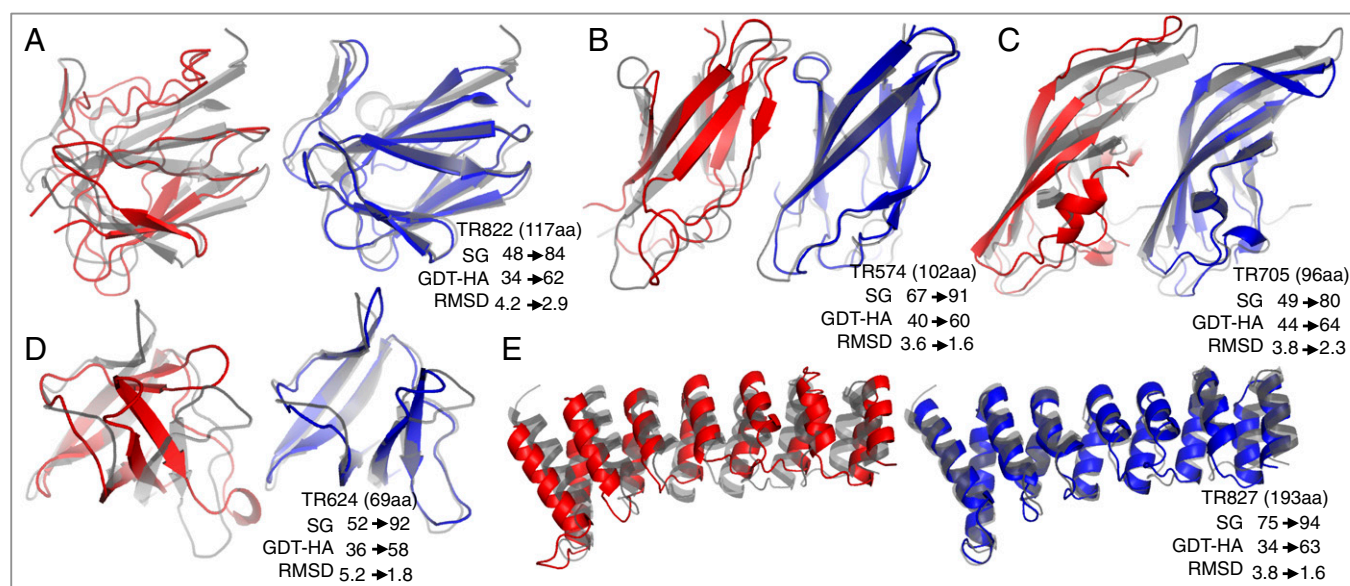 A
TR822 (117aa)
SG 48→84
GDT-HA 34→62
RMSD 4.2→2.9
B
TR574 (102aa)
SG 67→91
GDT-HA 40→60
RMSD 3.6→1.6
C
TR705 (96aa)
SG 49→80
GDT-HA 44→64
RMSD 3.8→2.3
D
TR624 (69aa)
SG 52→92
GDT-HA 36→58
RMSD 5.2→1.8
E
TR827 (193aa)
SG 75→94
GDT-HA 34→63
RMSD 3.8→1.6